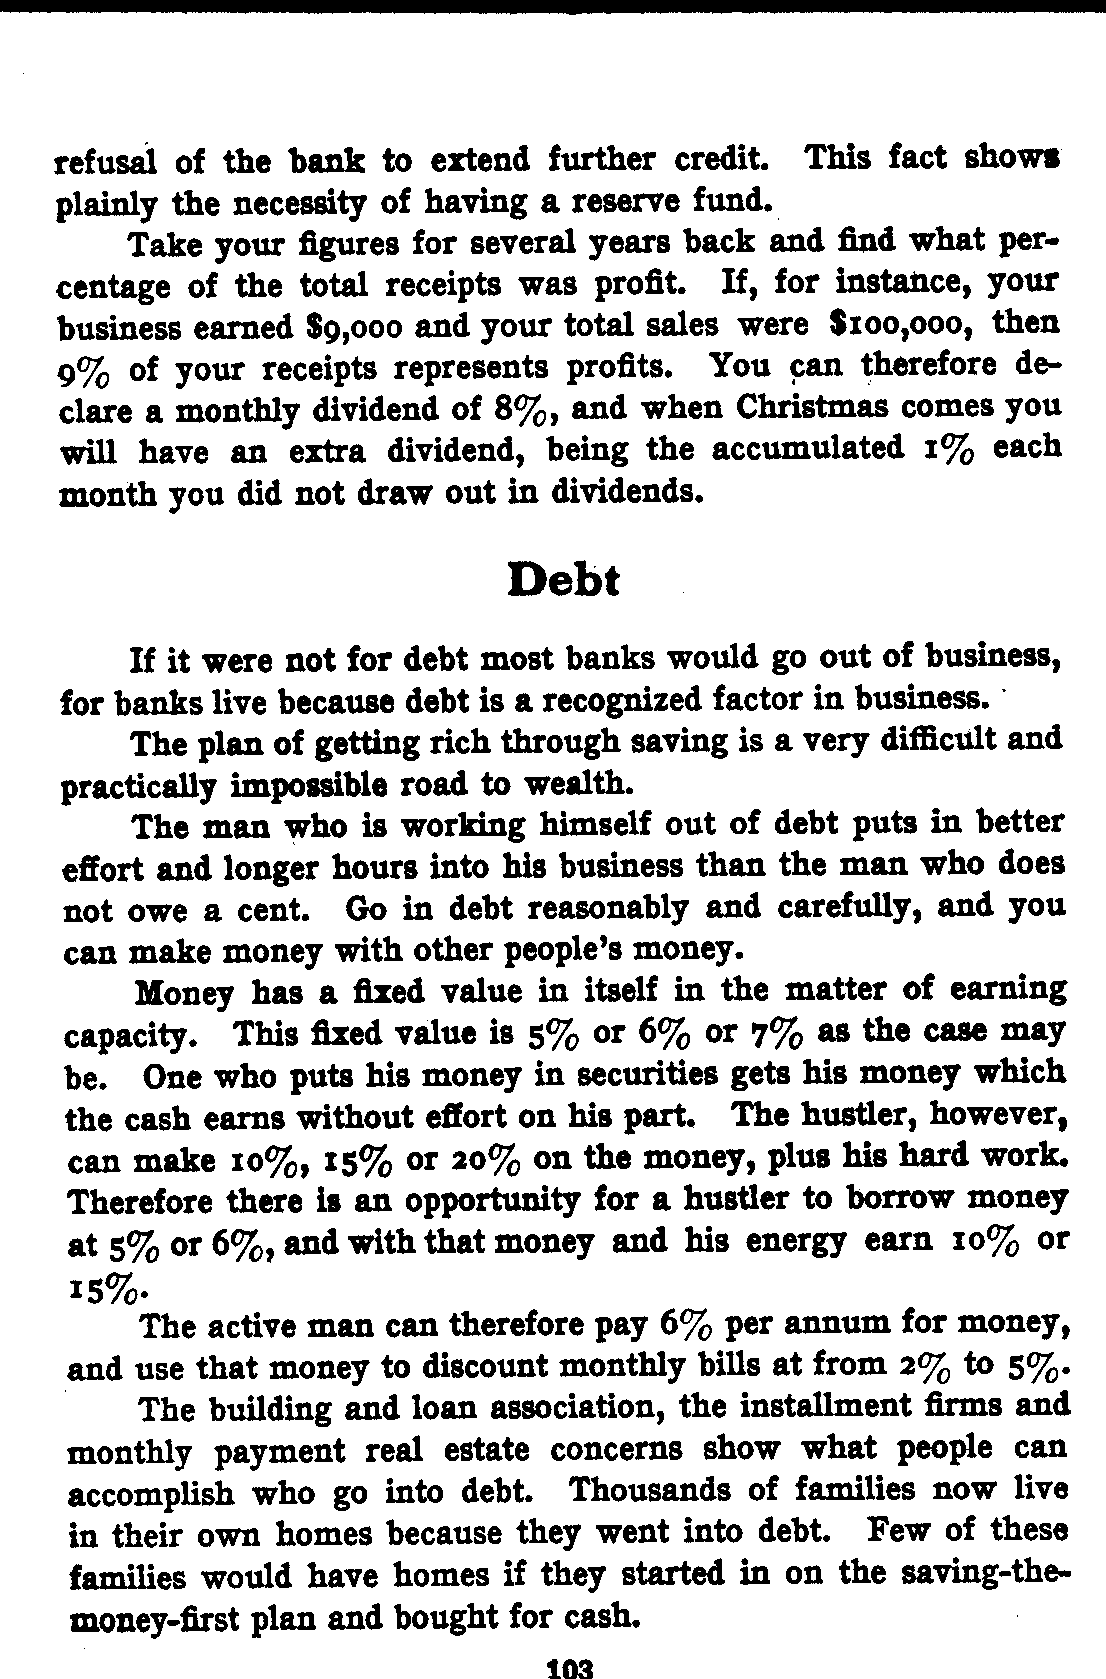 refusal of the bank to extend further credit. This fact shows
plainly the necessity of having a reserve fund.
Take your figures for several years back and find what per-
centage of the total receipts was profit. If, for instance, your
business earned $9,000 and your total sales were $100,000, then
9% of your receipts represents profits. You can therefore de-
clare a monthly dividend of 8%, and when Christmas comes you
will have an extra dividend, being the accumulated 1% each
month you did not draw out in dividends.
Debt
If it were not for debt most banks would go out of business,
for banks live because debt is a recognized factor in business.
The plan of getting rich through saving is a very difficult and
practically impossible road to wealth.
The man who is working himself out of debt puts in better
effort and longer hours into his business than the man who does
not owe a cent. Go in debt reasonably and carefully, and you
can make money with other people's money.
Money has a fixed value in itself in the matter of earning
capacity. This fixed value is 5% or 6% or 7% as the case may
be. One who puts his money in securities gets his money which
the cash earns without effort on his part. The hustler, however,
can make 10%, 15% or 20% on the money, plus his hard work.
Therefore there is an opportunity for a hustler to borrow money
at 5% or 6%, and with that money and his energy earn 10% or
15%.
The active man can therefore pay 6% per annum for money,
and use that money to discount monthly bills at from 2% to 5%.
The building and loan association, the installment firms and
monthly payment real estate concerns show what people can
accomplish who go into debt. Thousands of families now live
in their own homes because they went into debt. Few of these
families would have homes if they started in on the saving-the-
money-first plan and bought for cash.
103